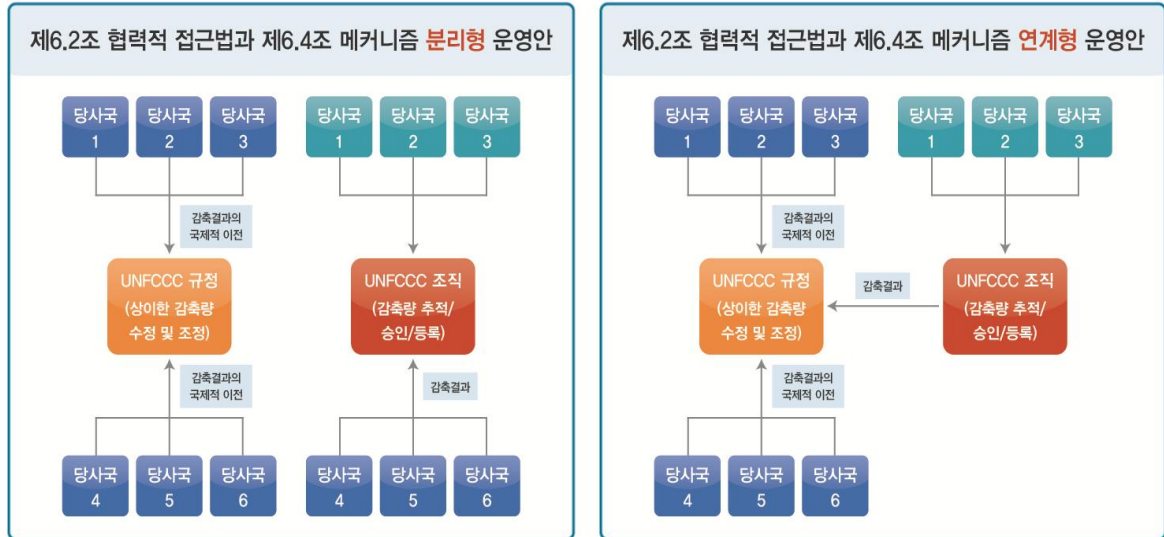 제6.2조 협력적 접근법과 제6.4조 메커니즘 분리형 운영안
당사국
1
당사국
2
당사국
3
당사국
1
당사국
2
당사국
3
감축결과의
국제적 이전
UNFCCC 규정
(상이한 감축량
수정 및 조정)
UNFCCC 조직
(감축량 추적/
승인/등록)
감축결과의
국제적 이전
감축결과
당사국
4
당사국
5
당사국
6
당사국
4
당사국
5
당사국
6
제6.2조 협력적 접근법과 제6.4조 메커니즘 연계형 운영안
당사국
1
당사국
2
당사국
3
당사국
1
당사국
2
당사국
3
감축결과의
국제적 이전
UNFCCC 규정
(상이한 감축량
수정 및 조정)
감축결과
UNFCCC 조직
(감축량 추적/
승인/등록)
감축결과의
국제적 이전
당사국
4
당사국
5
당사국
6